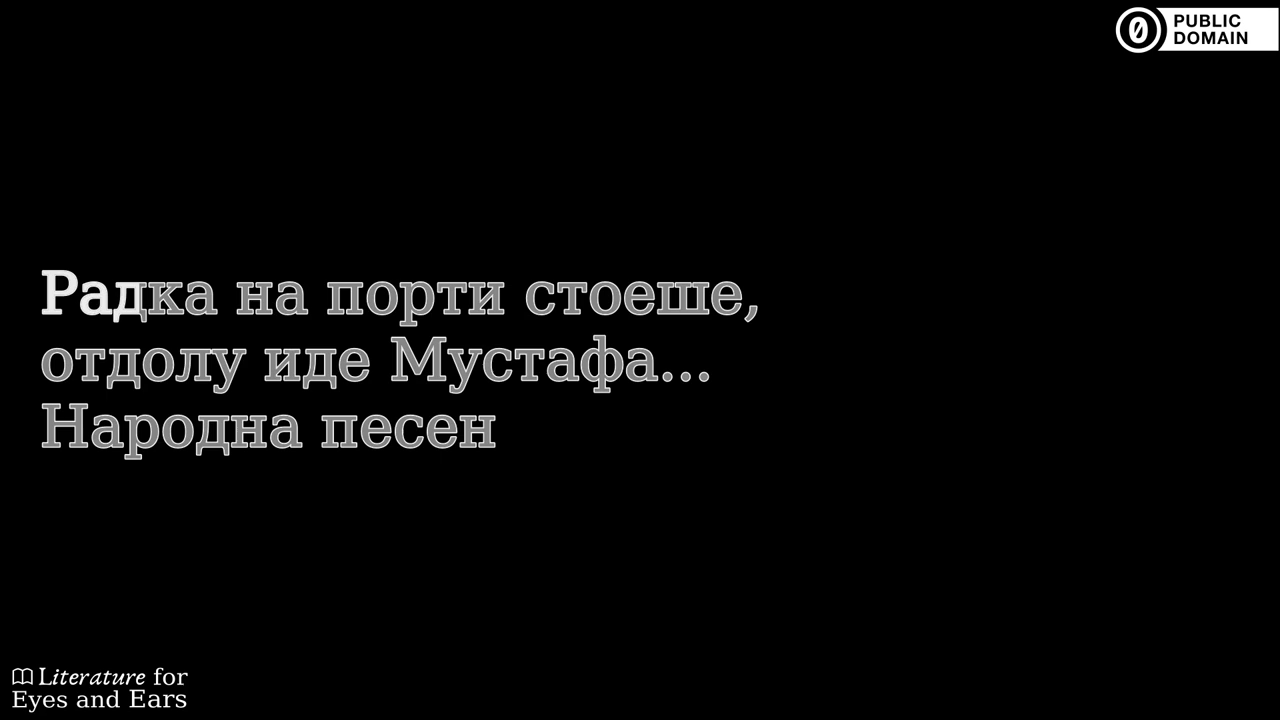 PUBLIC
DOMAIN
Радка на порти стоеше,
отдолу иде Мустафа...
Народна песен
Literature for
Eyes and Ears